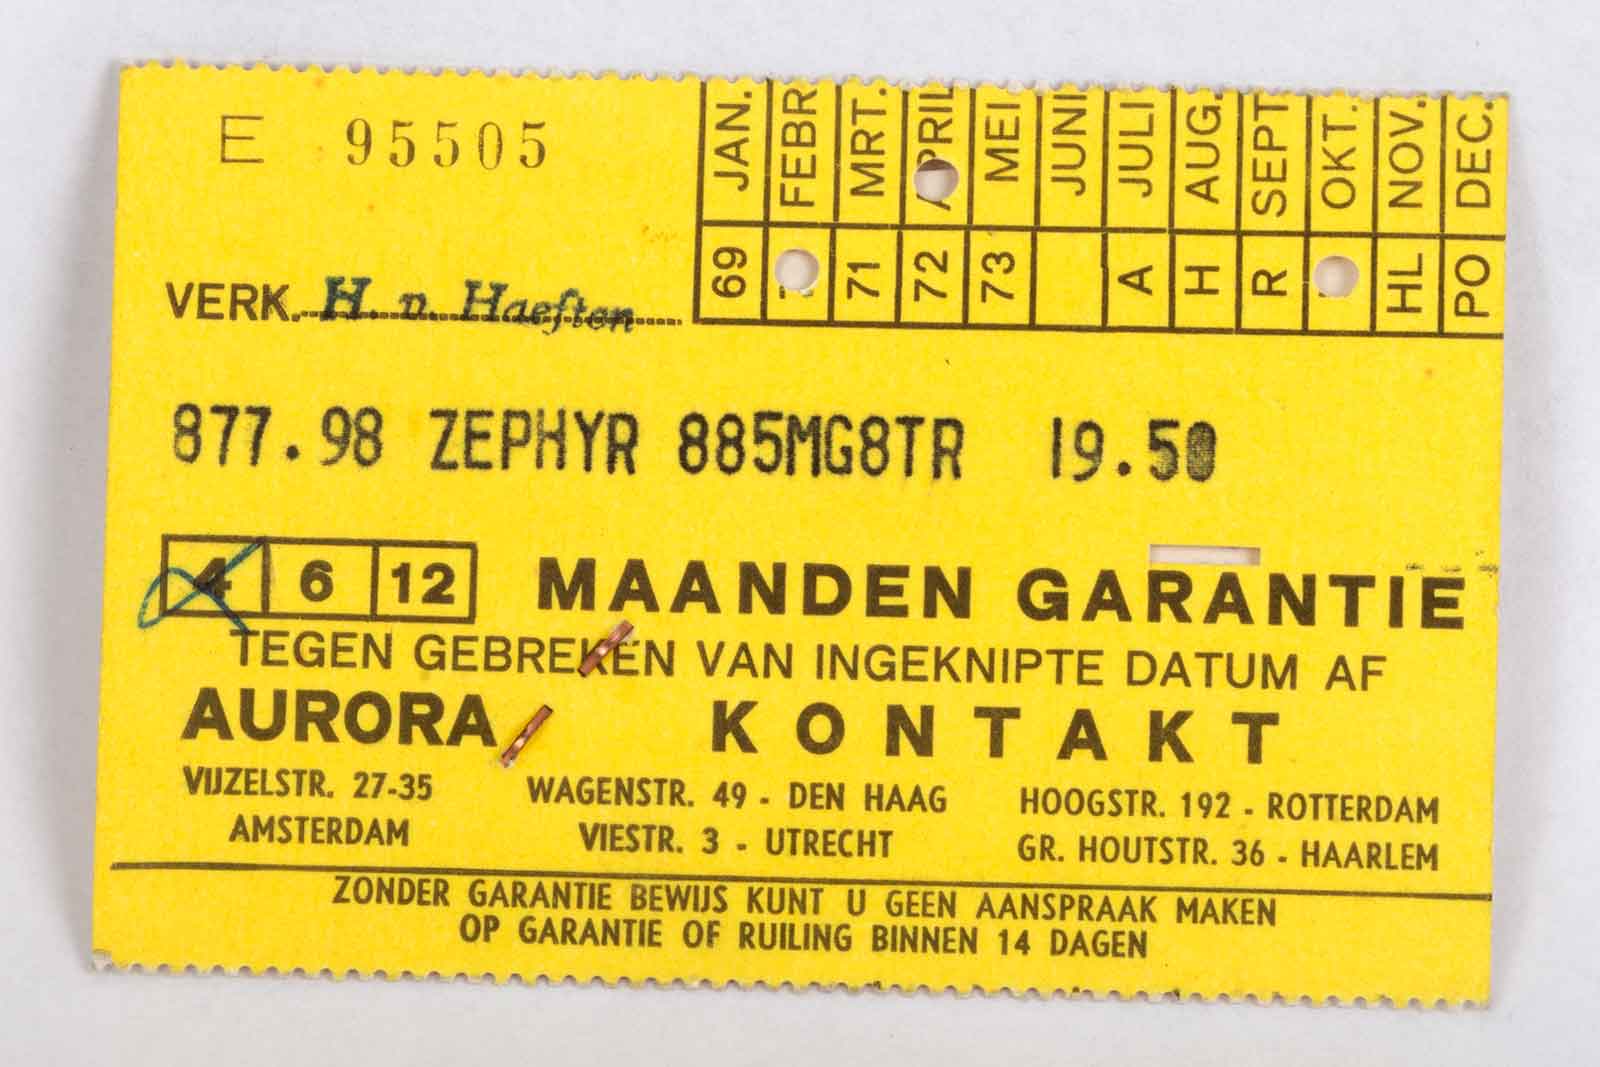 E 95505
JAN. FEBR. MRT. APRIL MEI JUNI JULI AUG. SEPT. OKT. NOV. DEC.
69 71 72 73 A H R HL PO
VERK. H. v. Haeften
877.98 ZEPHYR 885MG8TR 19.50
4 6 12 MAANDEN GARANTIE
TEGEN GEBREKEN VAN INGEKNIPTE DATUM AF
AURORA KONTAKT
VIJZELSTR. 27-35
AMSTERDAM
WAGENSTR. 49 - DEN HAAG
VIESTR. 3 - UTRECHT
HOOGSTR. 192 - ROTTERDAM
GR. HOUTSTR. 36 - HAARLEM
ZONDER GARANTIE BEWIJS KUNT U GEEN AANSPRAAK MAKEN
OP GARANTIE OF RUILING BINNEN 14 DAGEN